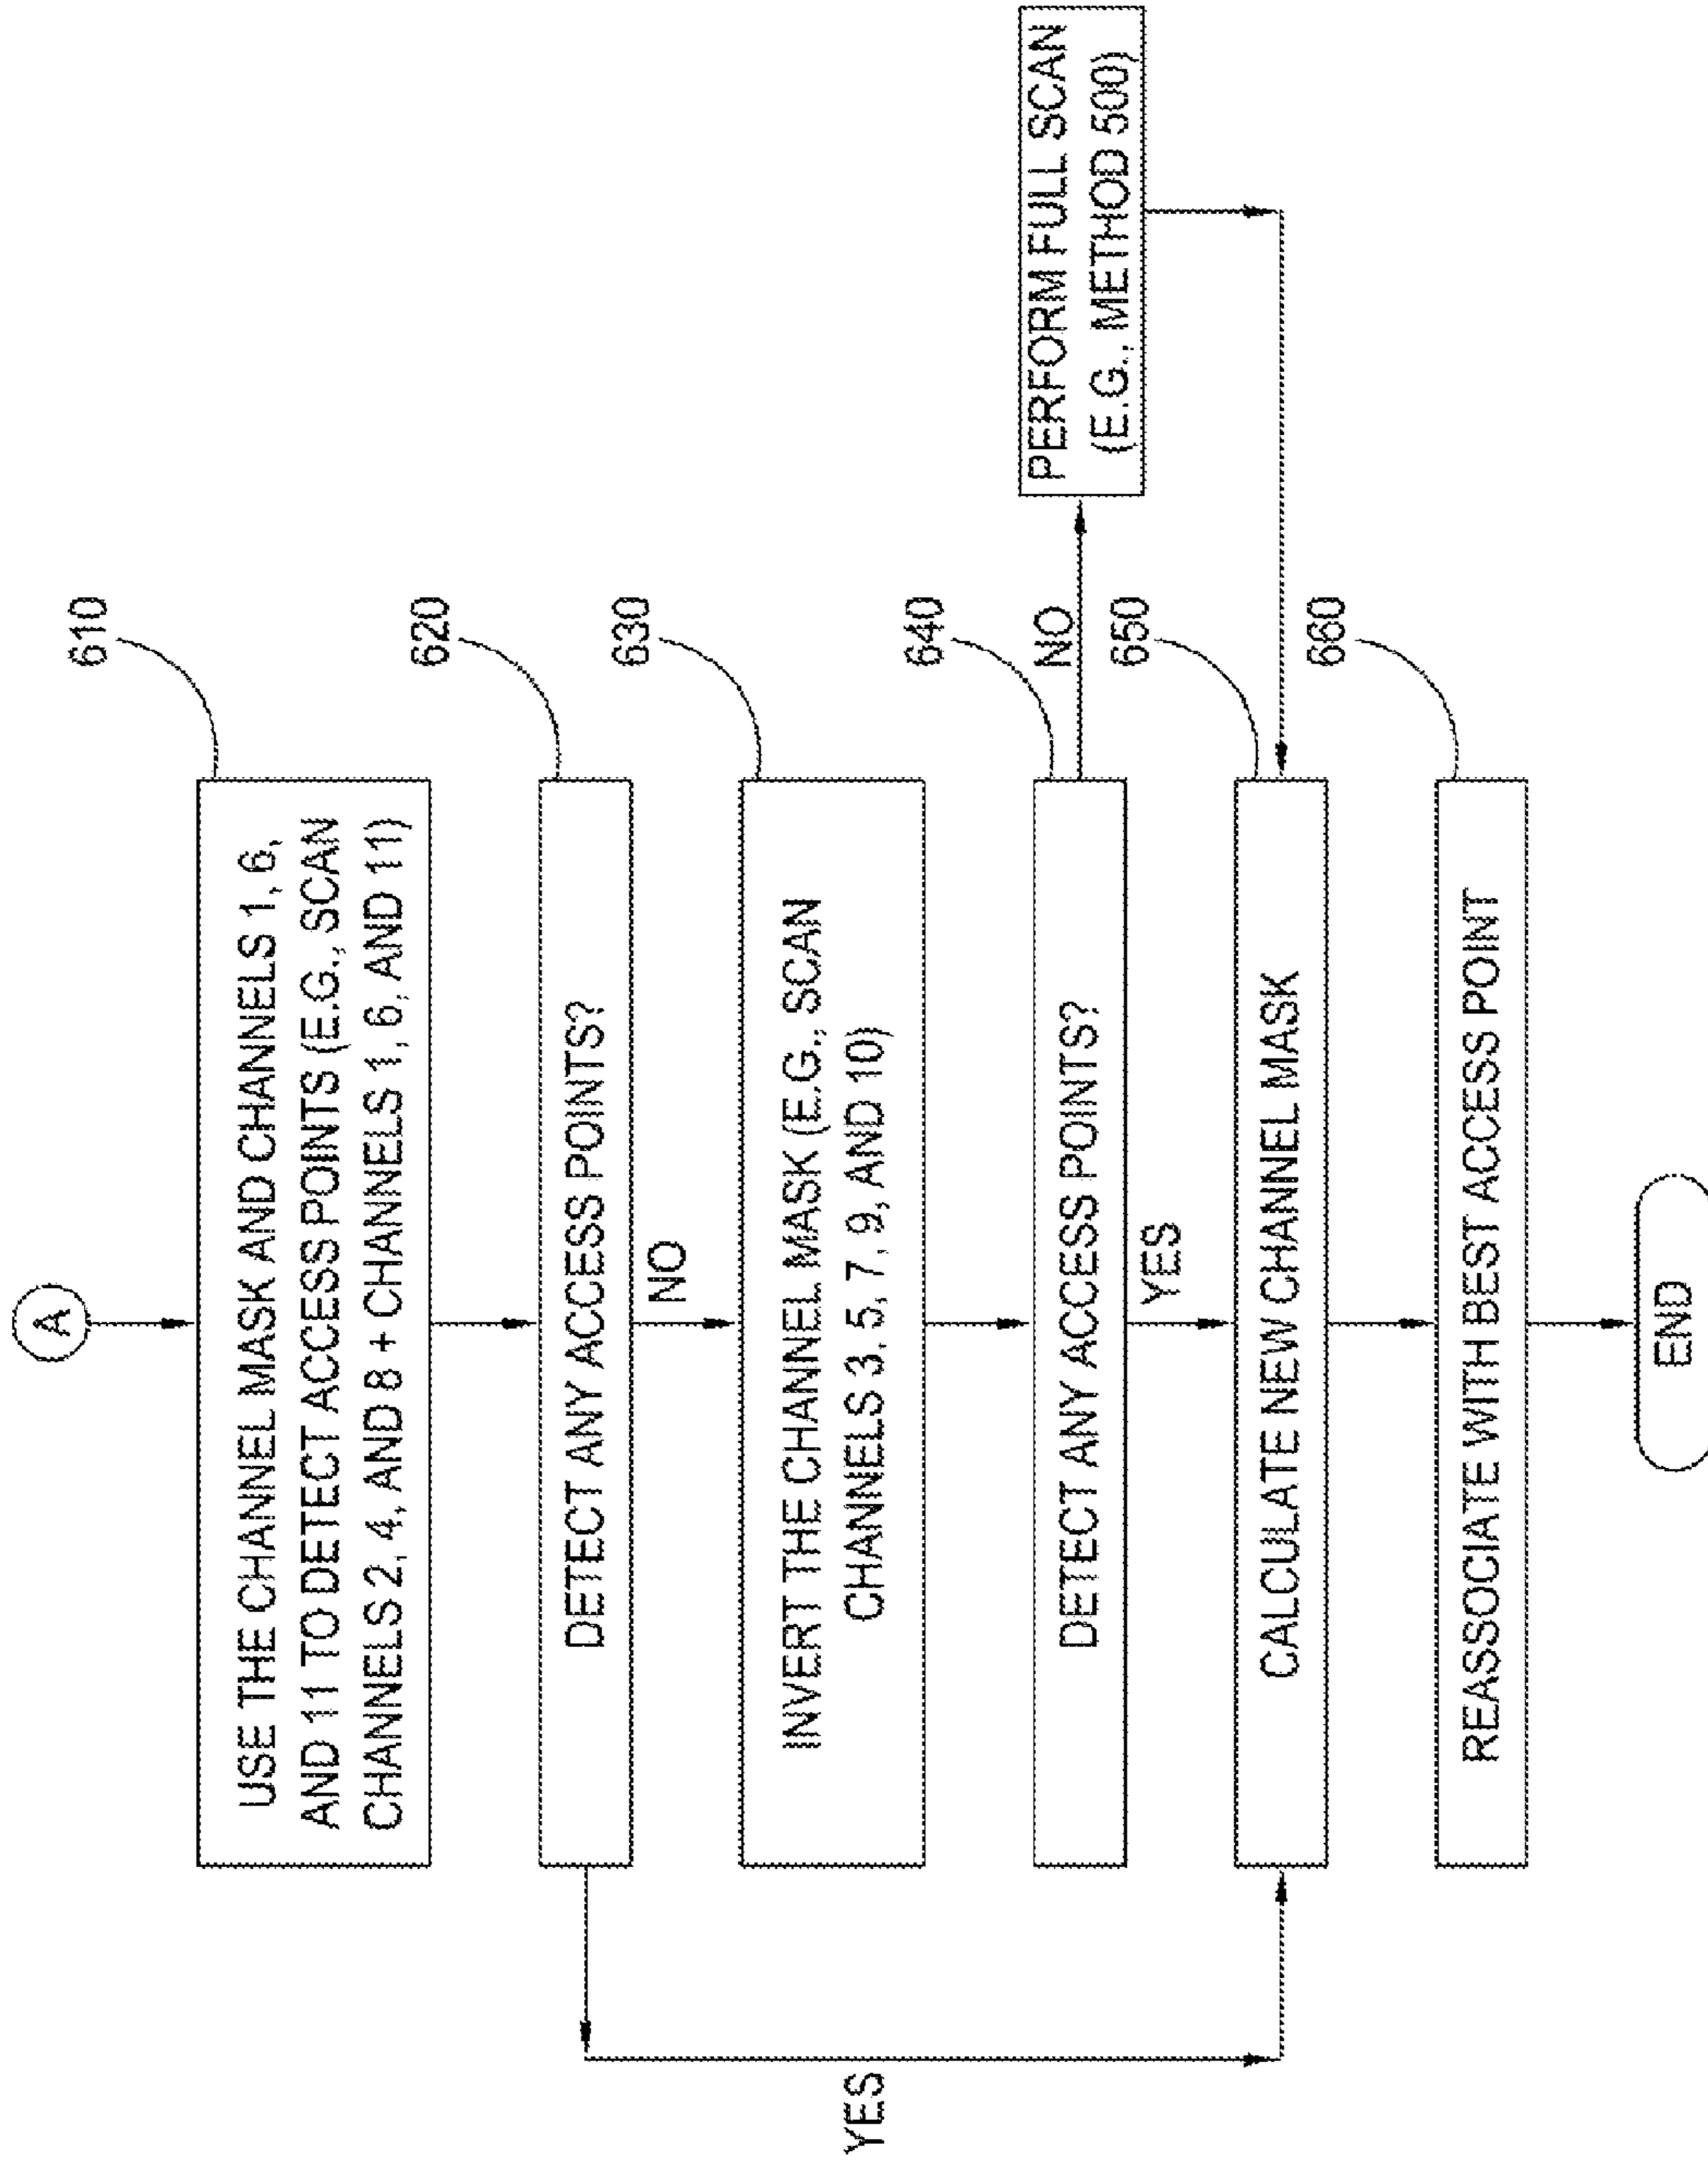 A
610
USE THE CHANNEL MASK AND CHANNELS 1, 6,
AND 11 TO DETECT ACCESS POINTS (E.G., SCAN
CHANNELS 2, 4, AND 8 + CHANNELS 1, 6, AND 11)
620
DETECT ANY ACCESS POINTS?
YES
NO
630
INVERT THE CHANNEL MASK (E.G., SCAN
CHANNELS 3, 5, 7, 9, AND 10)
640
DETECT ANY ACCESS POINTS?
NO
PERFORM FULL SCAN
(E.G., METHOD 500)
YES
650
CALCULATE NEW CHANNEL MASK
660
REASSOCIATE WITH BEST ACCESS POINT
END